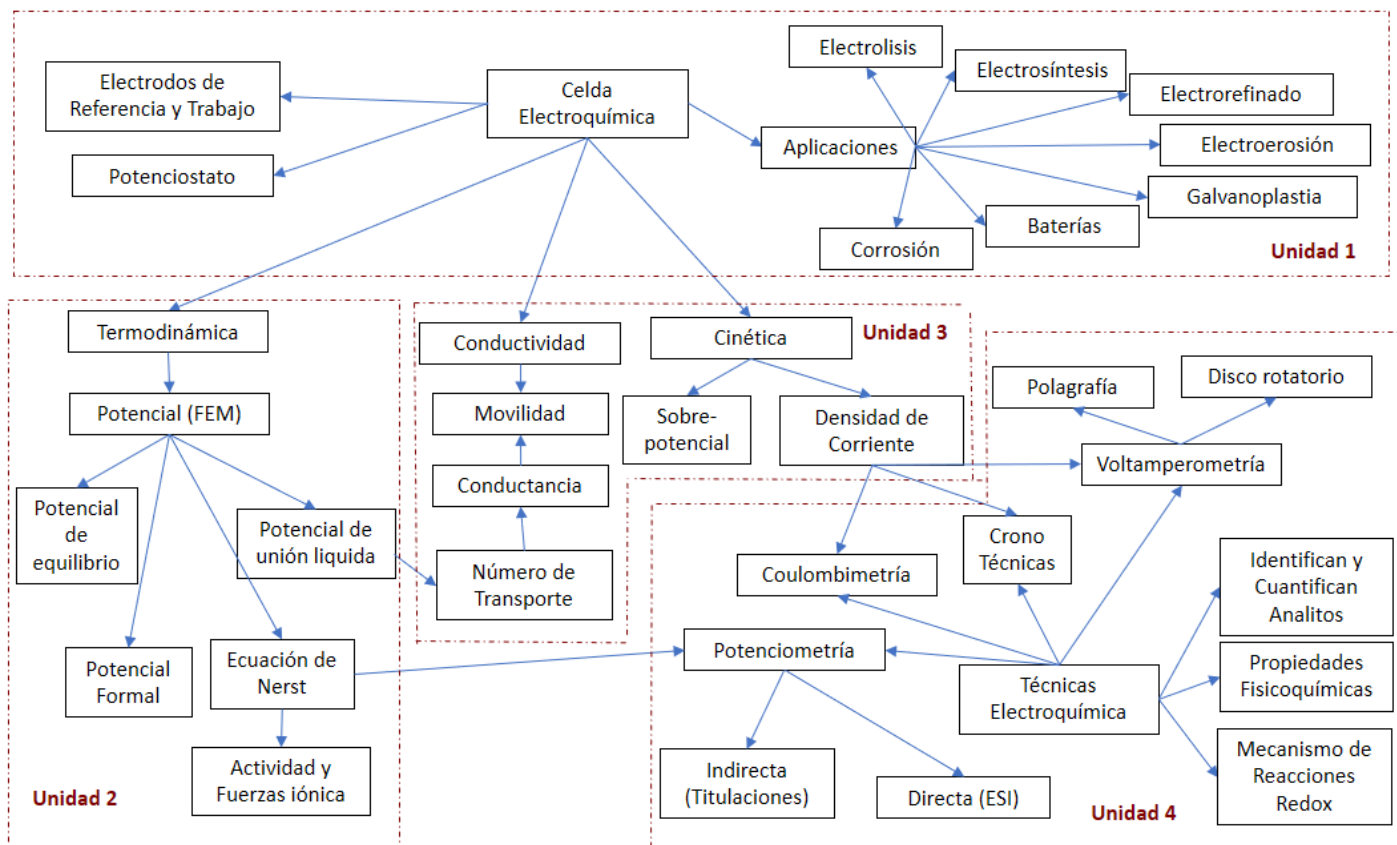 Electrodos de
Referencia y Trabajo
Potenciostato
Celda
Electroquímica
Electrolisis
Electrosíntesis
Electrorefinado
Aplicaciones
Electroerosión
Galvanoplastia
Baterías
Corrosión
Unidad 1
Termodinámica
Potencial (FEM)
Potencial
de
equilibrio
Potencial de
unión liquida
Potencial
Formal
Ecuación de
Nerst
Actividad y
Fuerzas iónica
Unidad 2
Conductividad
Movilidad
Conductancia
Número de
Transporte
Cinética
Unidad 3
Sobre-
potencial
Densidad de
Corriente
Polagrafía
Disco rotatorio
Voltamperometría
Crono
Técnicas
Coulombimetría
Potenciometría
Técnicas
Electroquímica
Identifican y
Cuantifican
Analitos
Propiedades
Fisicoquímicas
Mecanismo de
Reacciones
Redox
Indirecta
(Titulaciones)
Directa (ESI)
Unidad 4